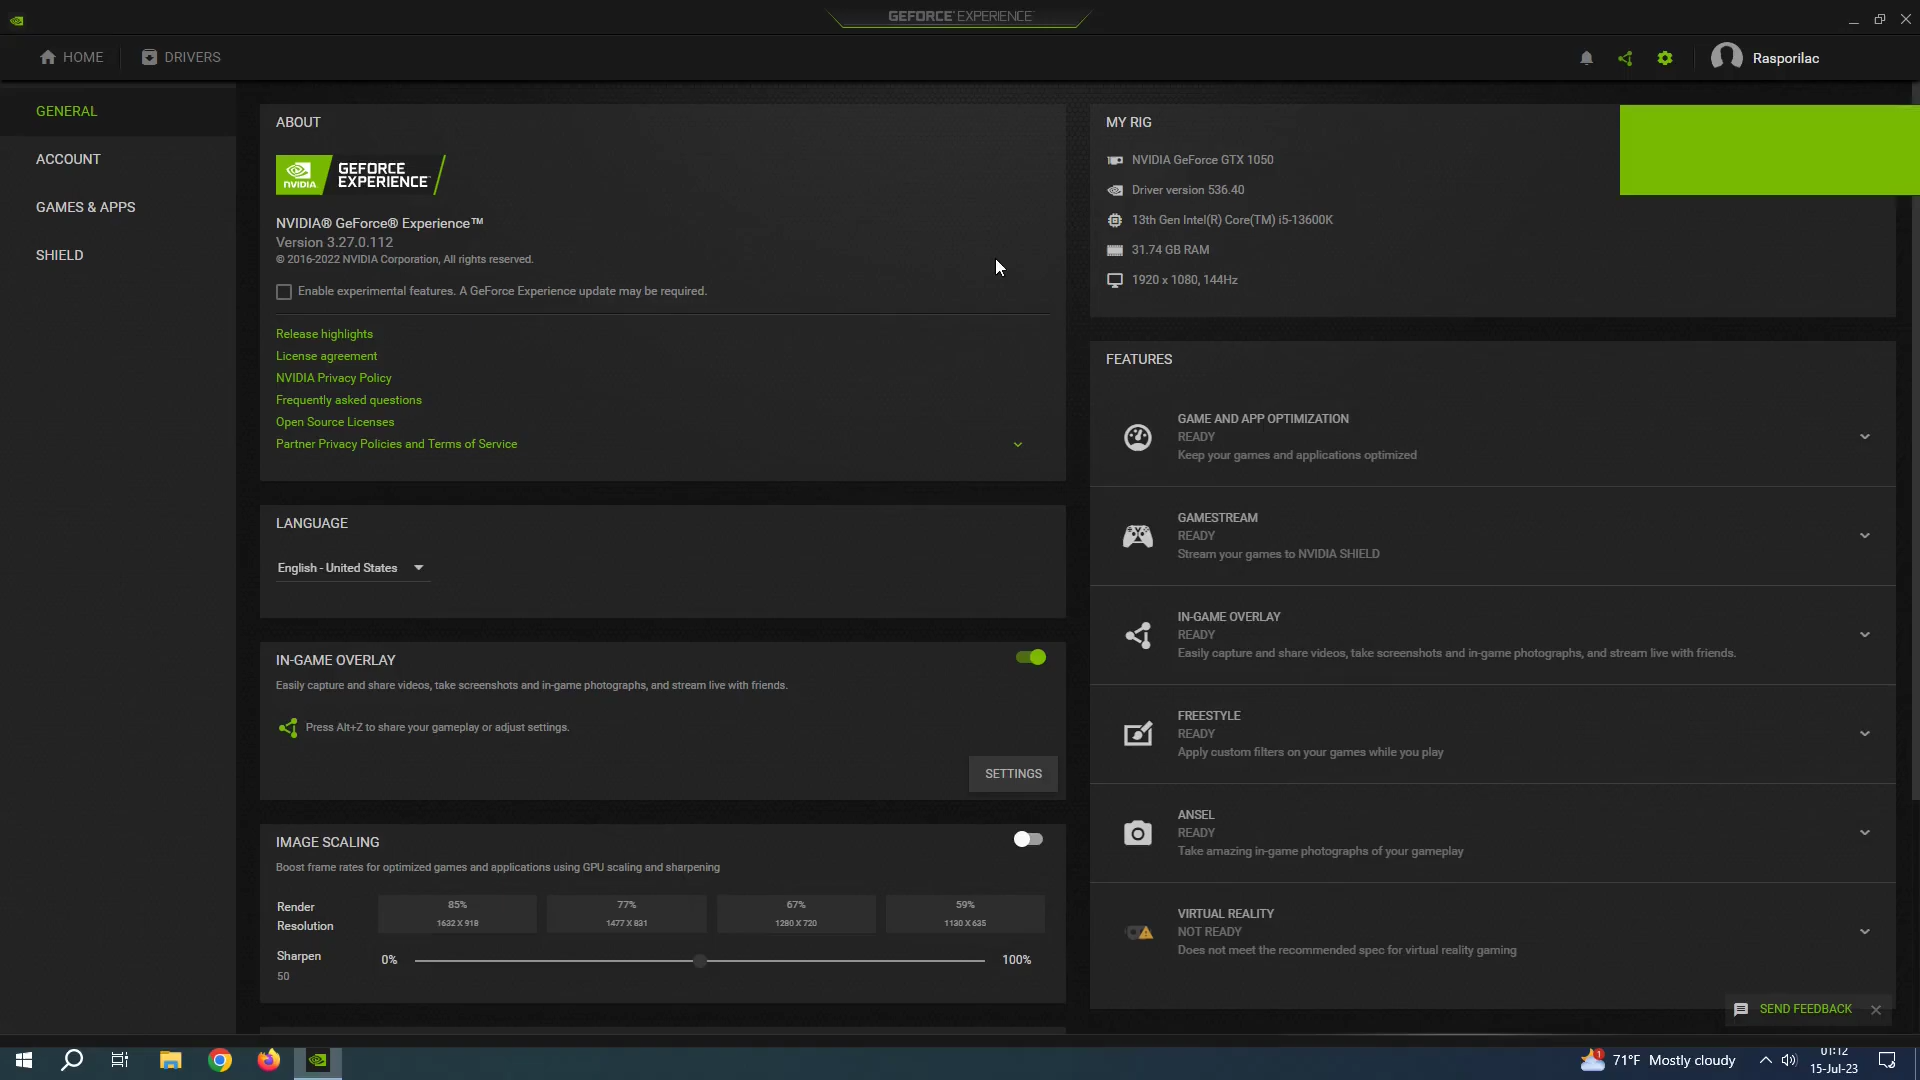 GEFORCE EXPERIENCE
HOME
DRIVERS
Rasporilac
GENERAL
ACCOUNT
GAMES & APPS
SHIELD
ABOUT
NVIDIA
GEFORCE
EXPERIENCE
NVIDIA® GeForce® Experience™
Version 3.27.0.112
© 2016-2022 NVIDIA Corporation, All rights reserved.
Enable experimental features. A GeForce Experience update may be required.
Release highlights
License agreement
NVIDIA Privacy Policy
Frequently asked questions
Open Source Licenses
Partner Privacy Policies and Terms of Service
LANGUAGE
English - United States
IN-GAME OVERLAY
Easily capture and share videos, take screenshots and in-game photographs, and stream live with friends.
Press Alt+Z to share your gameplay or adjust settings.
SETTINGS
IMAGE SCALING
Boost frame rates for optimized games and applications using GPU scaling and sharpening
Render
Resolution
85%
1632 X 918
77%
1477 X 831
67%
1280 X 720
59%
1130 X 635
Sharpen
50
0%
100%
MY RIG
NVIDIA GeForce GTX 1050
Driver version 536.40
13th Gen Intel(R) Core(TM) i5-13600K
31.74 GB RAM
1920 x 1080, 144Hz
FEATURES
GAME AND APP OPTIMIZATION
READY
Keep your games and applications optimized
GAMESTREAM
READY
Stream your games to NVIDIA SHIELD
IN-GAME OVERLAY
READY
Easily capture and share videos, take screenshots and in-game photographs, and stream live with friends.
FREESTYLE
READY
Apply custom filters on your games while you play
ANSEL
READY
Take amazing in-game photographs of your gameplay
VIRTUAL REALITY
NOT READY
Does not meet the recommended spec for virtual reality gaming
SEND FEEDBACK
1
71°F Mostly cloudy
01:12
15-Jul-23